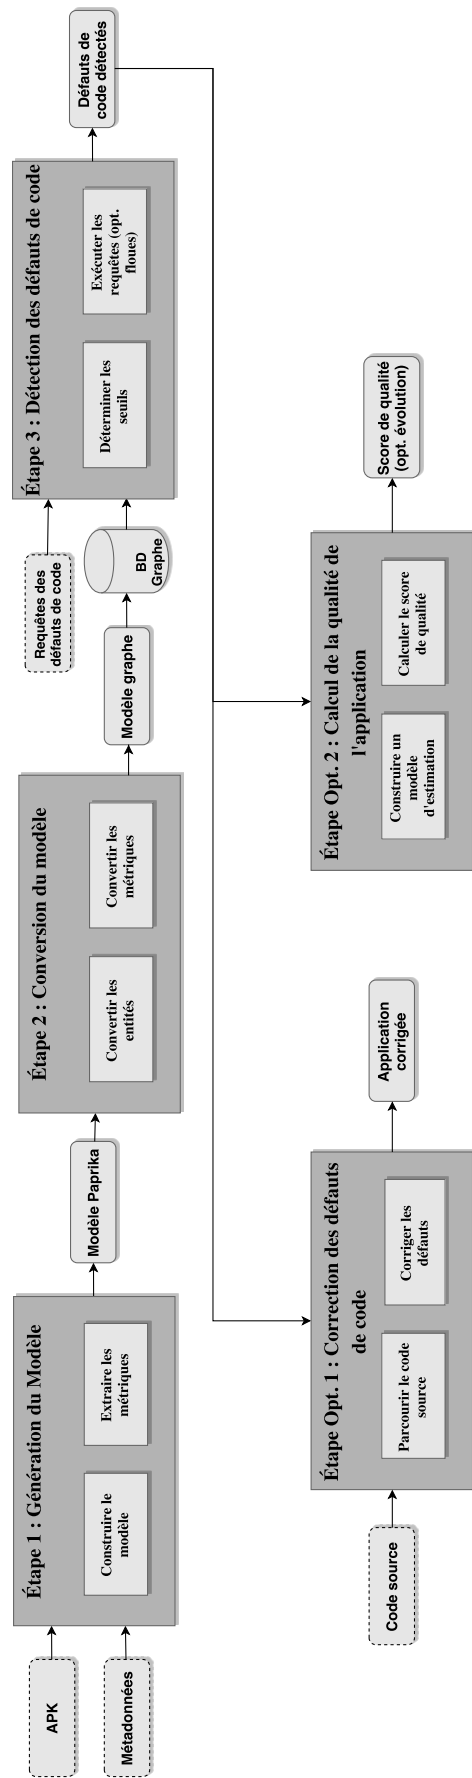 APK
Métadonnées
Étape 1 : Génération du Modèle
Construire le
modèle
Extraire les
métriques
Modèle Paprika
Étape 2 : Conversion du modèle
Convertir les
entités
Convertir les
métriques
Modèle graphe
BD
Graphe
Requêtes des
défauts de code
Étape 3 : Détection des défauts de code
Déterminer les
seuils
Exécuter les
requêtes (opt.
floues)
Défauts de
code détectés
Code source
Étape Opt. 1 : Correction des défauts
de code
Parcourir le code
source
Corriger les
défauts
Application
corrigée
Étape Opt. 2 : Calcul de la qualité de
l'application
Construire un
modèle
d'estimation
Calculer le score
de qualité
Score de qualité
(opt. évolution)